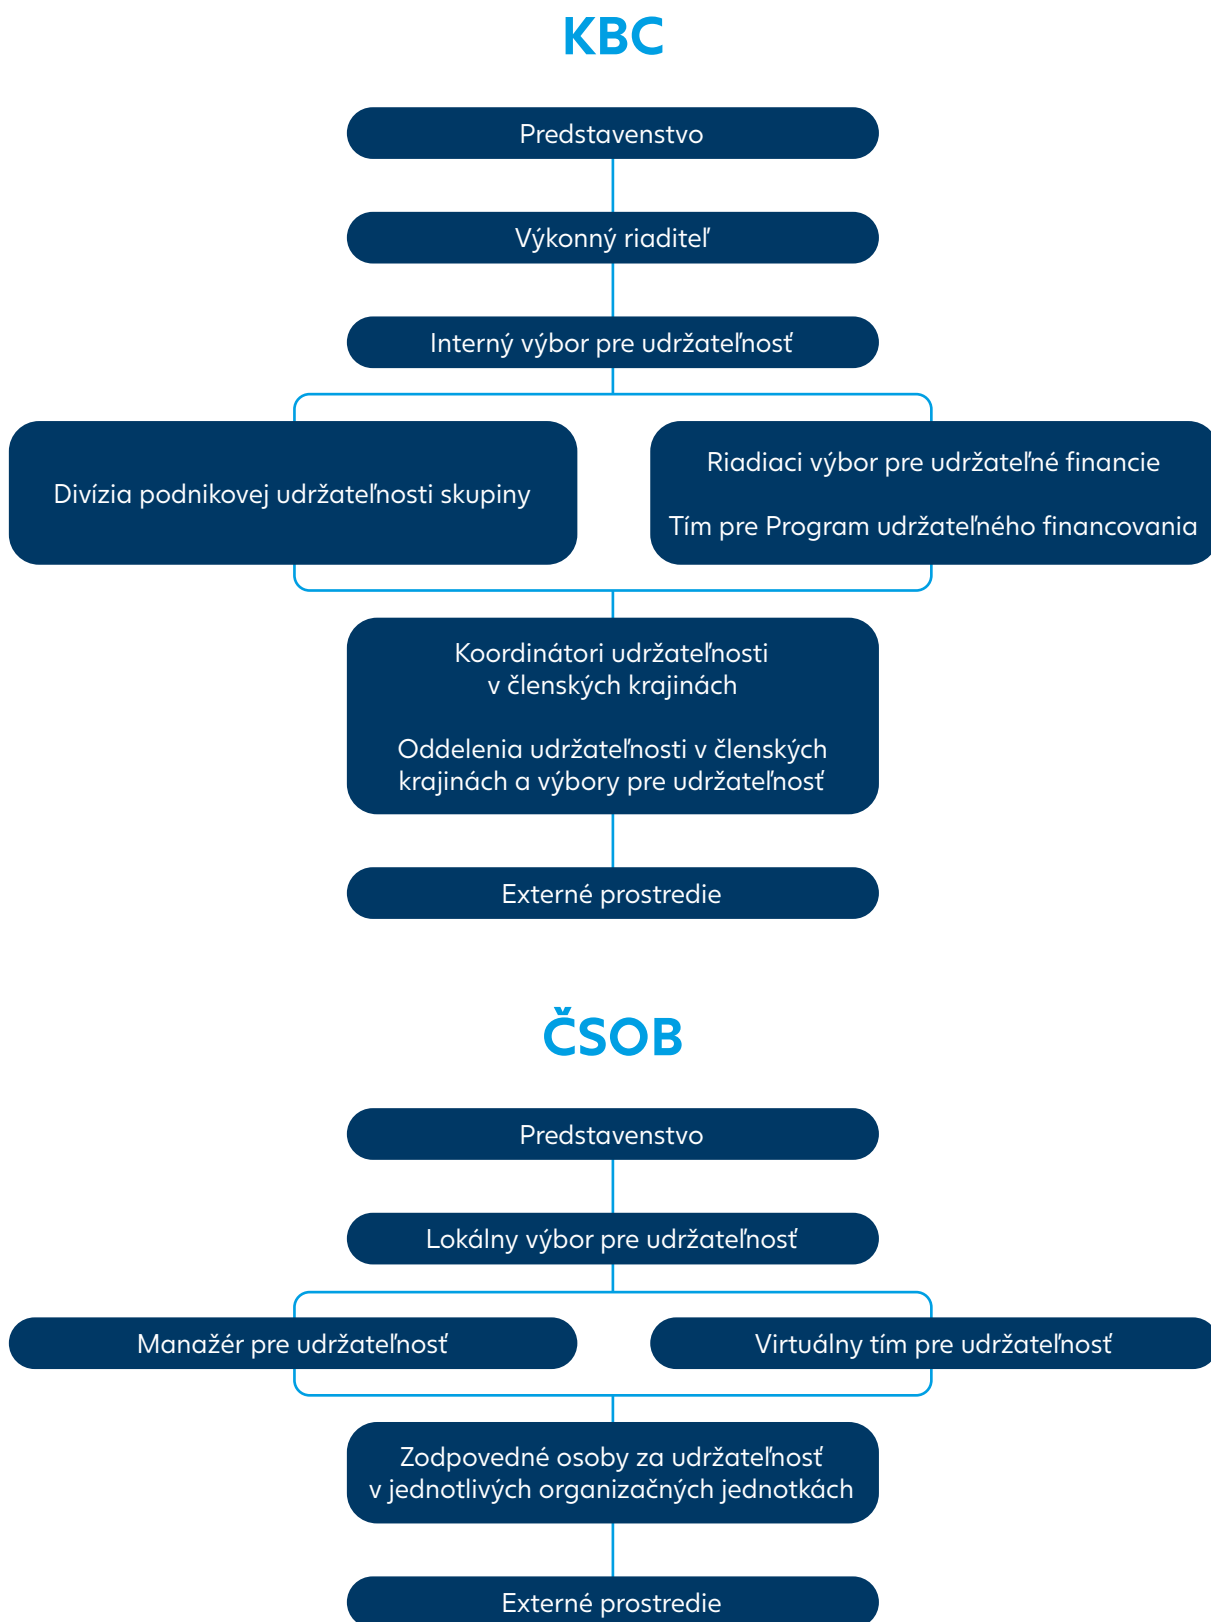 KBC
Predstavenstvo
Výkonný riaditeľ
Interný výbor pre udržateľnosť
Divízia podnikovej udržateľnosti skupiny
Riadiaci výbor pre udržateľné financie
Tím pre Program udržateľného financovania
Koordinátori udržateľnosti
v členských krajinách
Oddelenia udržateľnosti v členských
krajinách a výbory pre udržateľnosť
Externé prostredie
ČSOB
Predstavenstvo
Lokálny výbor pre udržateľnosť
Manažér pre udržateľnosť
Virtuálny tím pre udržateľnosť
Zodpovedné osoby za udržateľnosť
v jednotlivých organizačných jednotkách
Externé prostredie